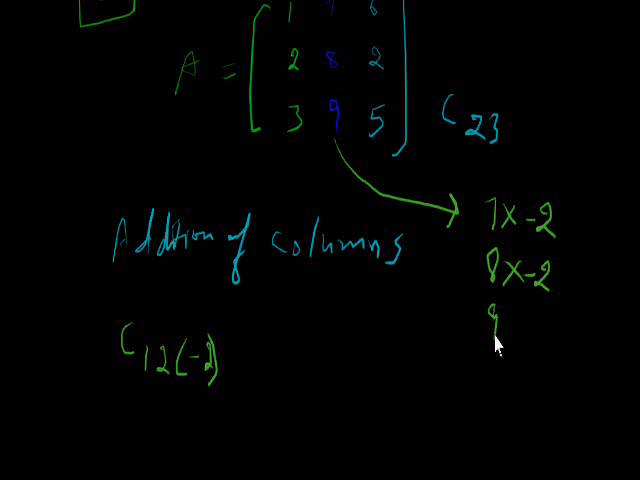 1 7 6
A = 2 8 2
3 9 5
C23
Addition of columns
7x-2
8x-2
9
C12(-2)